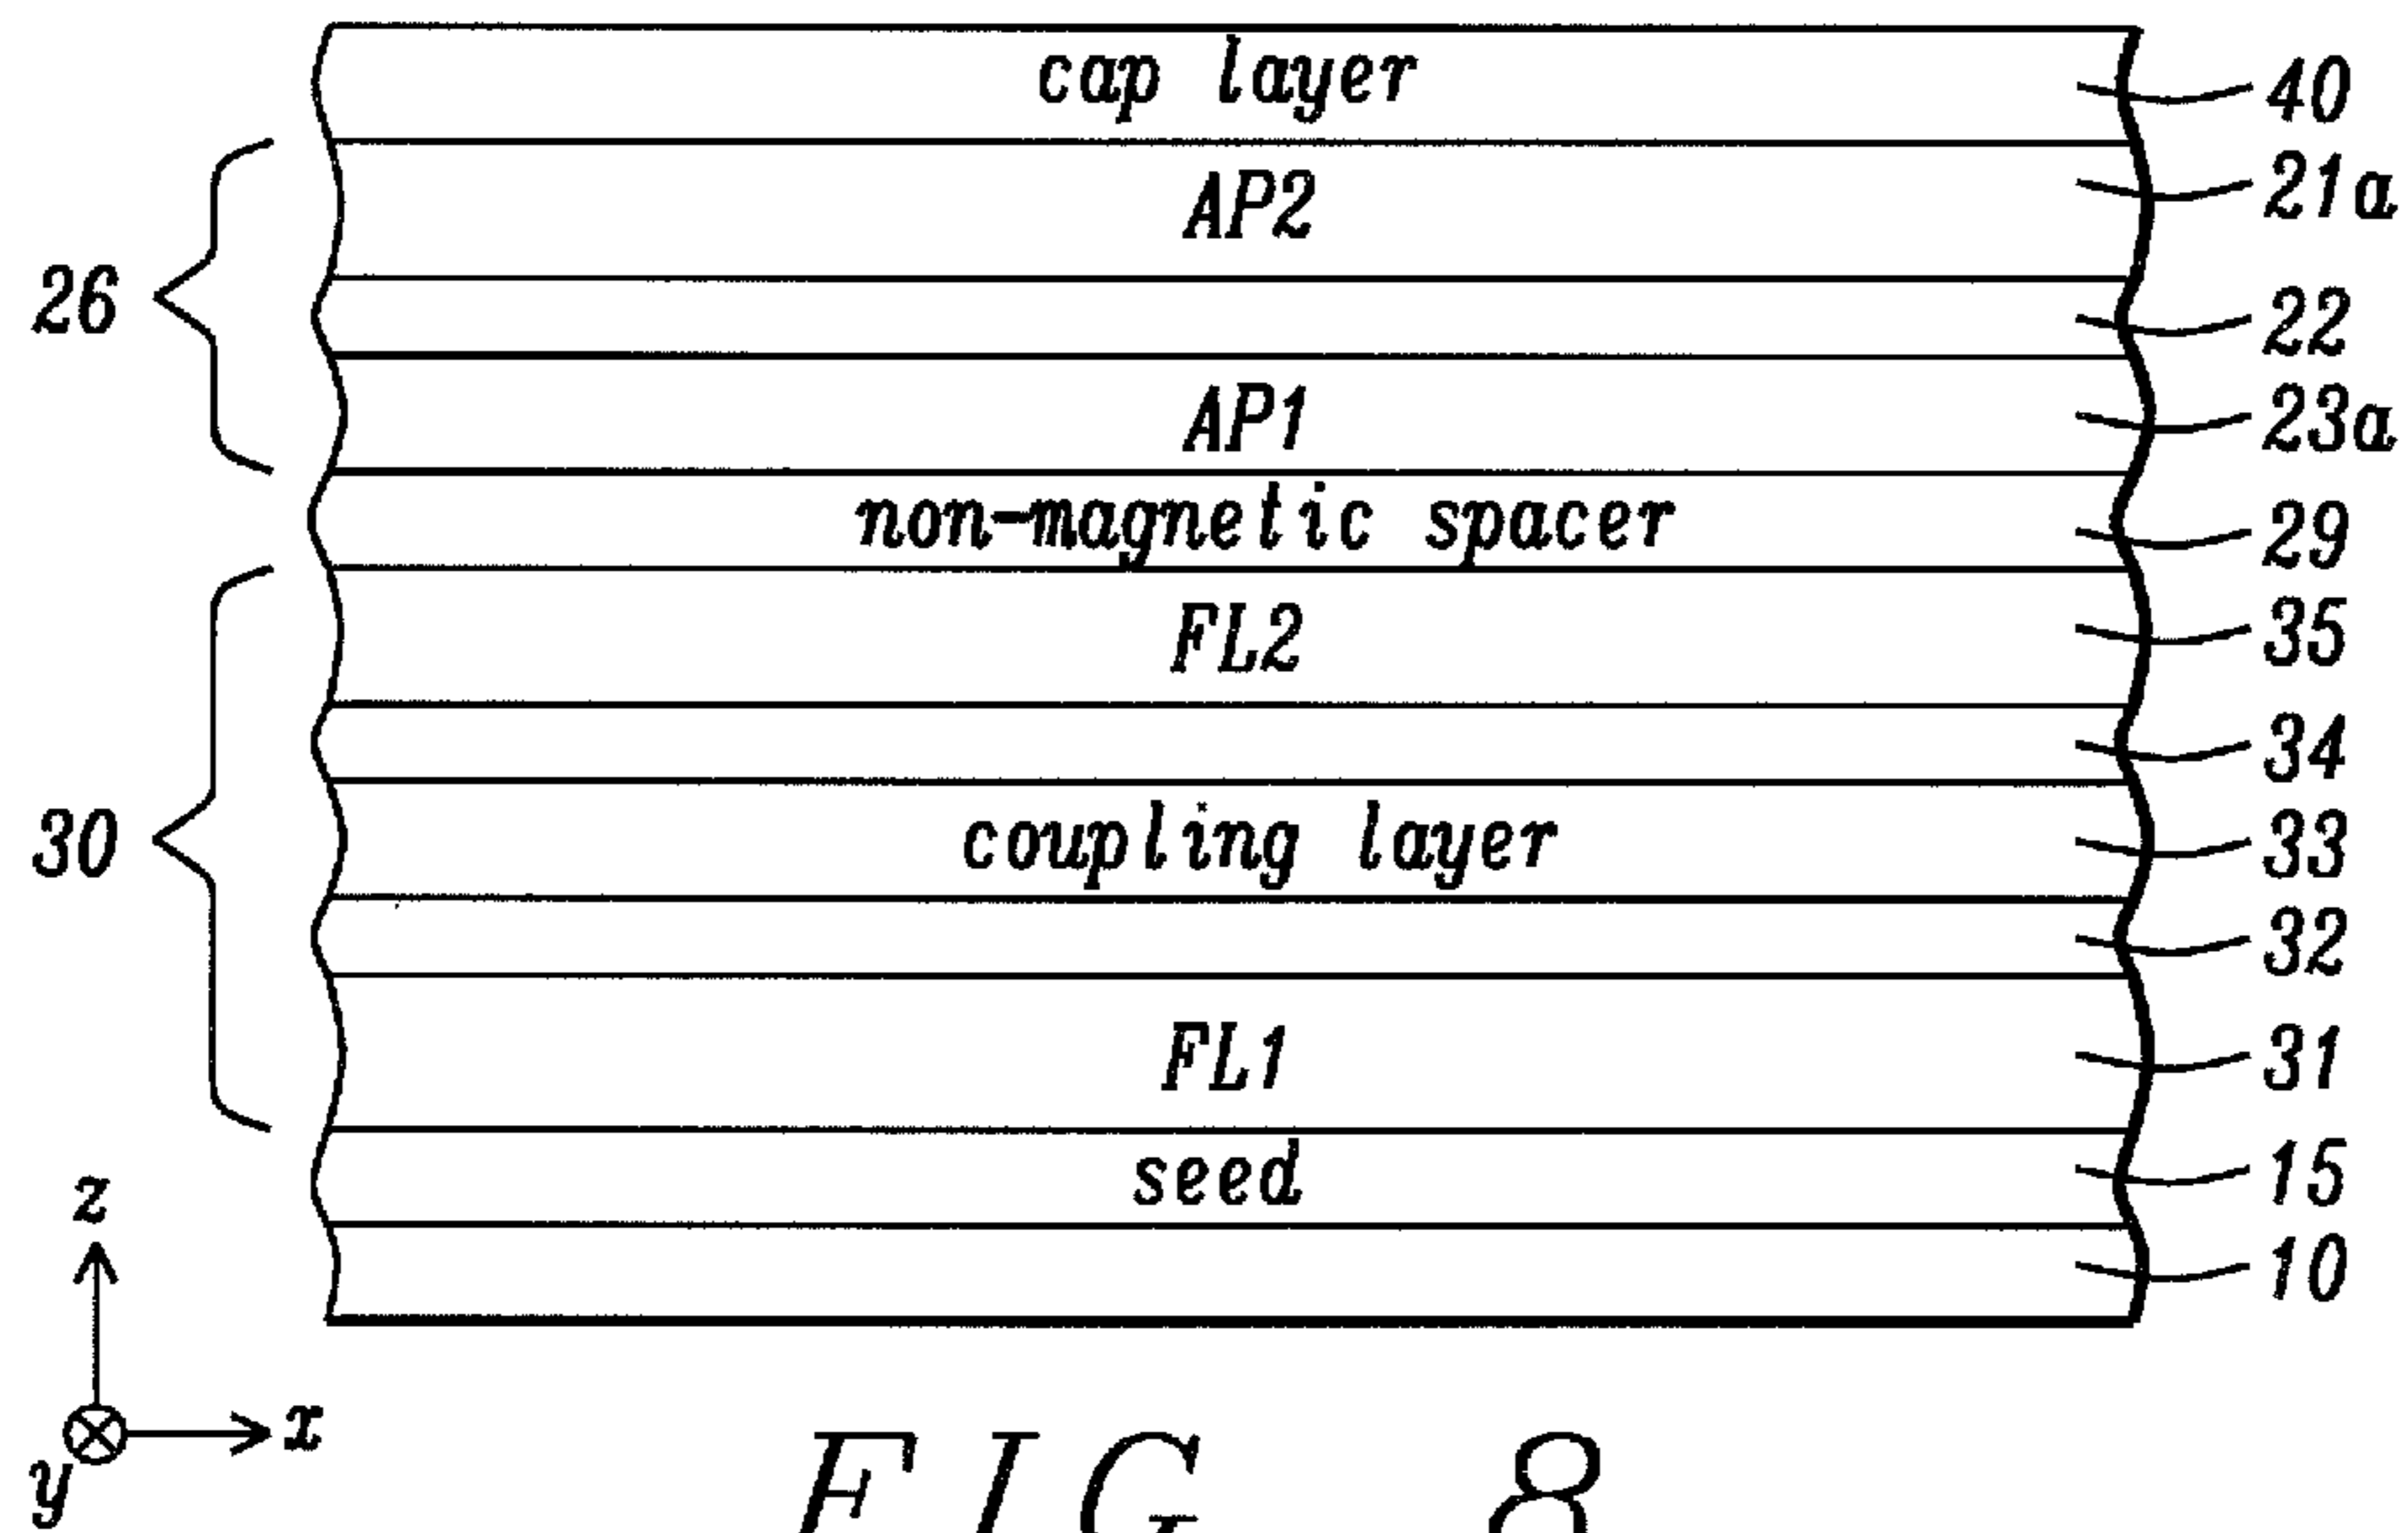 cap layer 40
AP2 21a
26
22
AP1 23a
non-magnetic spacer 29
FL2 35
34
30
coupling layer 33
32
FL1 31
seed 15
z
10
x
y
FIG. 8